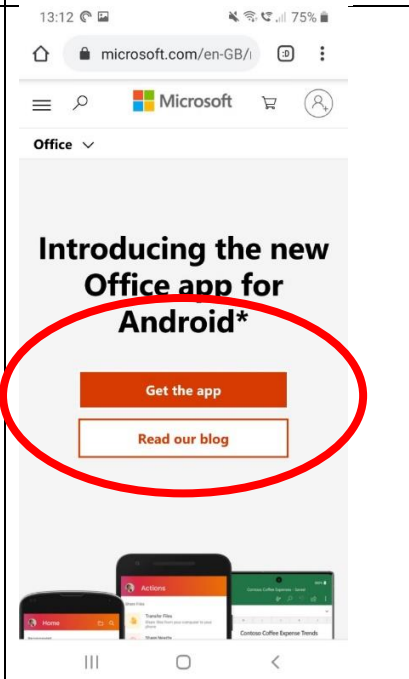 13:12 75%
microsoft.com/en-GB/ :D
Microsoft
Office
Introducing the new
Office app for
Android*
Get the app
Read our blog
Actions
Transfer Files
Home
Share Nearby
Contoso Coffee Expense Trends